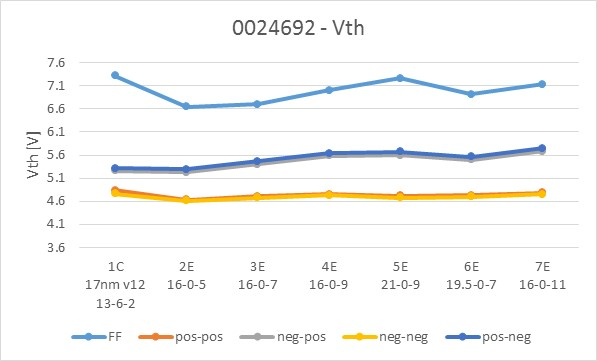 0024692 - Vth
7.6
7.1
6.6
6.1
5.6
5.1
4.6
4.1
3.6
Vth [V]
1C 2E 3E 4E 5E 6E 7E
17nm v12 16-0-5 16-0-7 16-0-9 21-0-9 19.5-0-7 16-0-11
13-6-2
FF pos-pos neg-pos neg-neg pos-neg